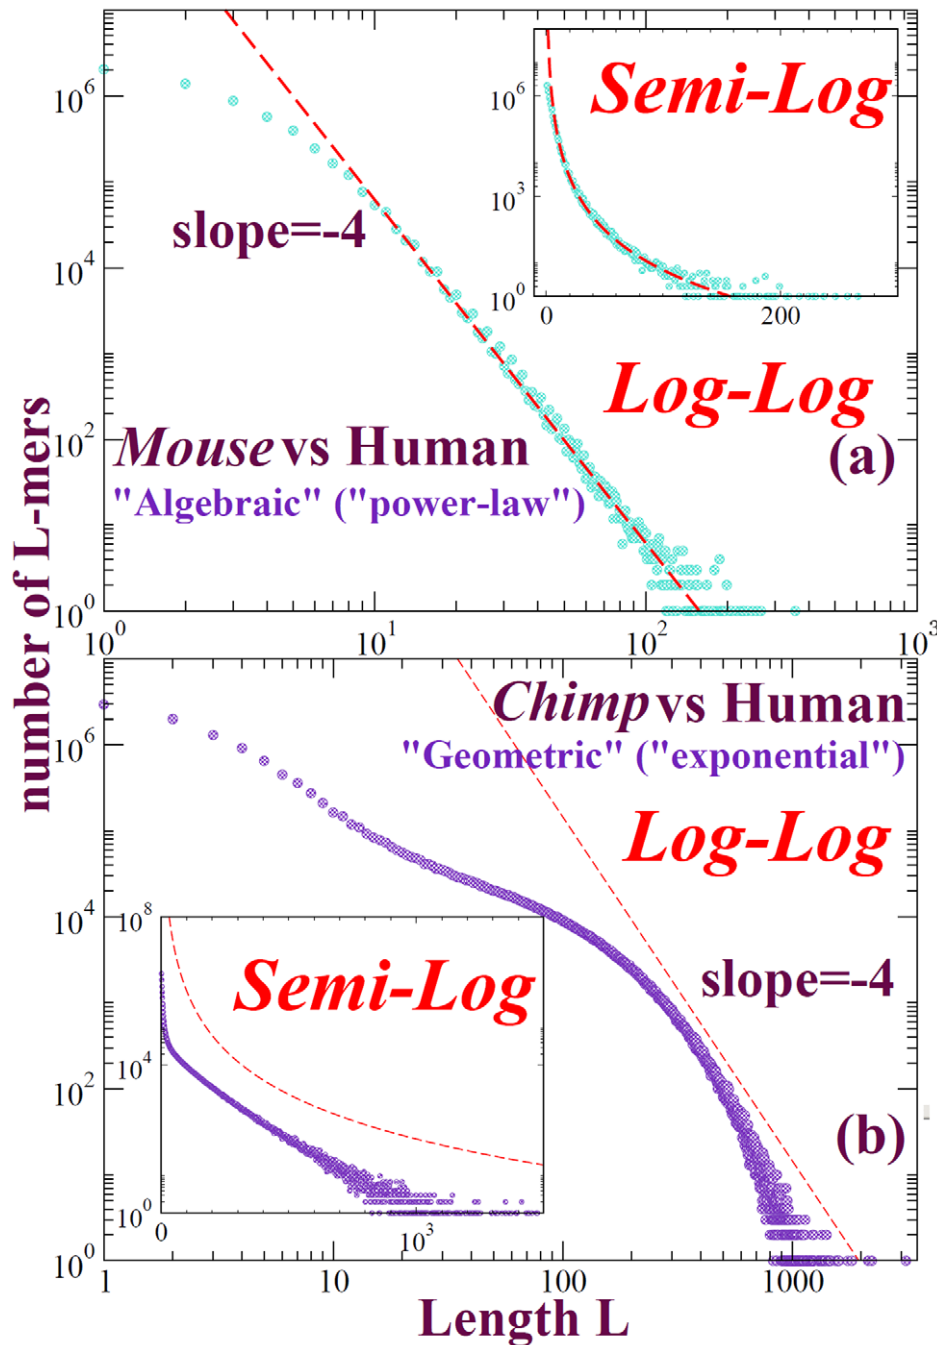 number of L-mers
10^6
10^4
10^2
10^0
slope=-4
Semi-Log
10^6
10^3
10^0
0
200
Log-Log
Mouse vs Human
(a)
"Algebraic" ("power-law")
10^0
10^1
10^2
10^3
Chimp vs Human
"Geometric" ("exponential")
Log-Log
10^6
10^4
10^2
10^0
slope=-4
(b)
Semi-Log
10^8
10^4
10^0
0
10^3
1
10
100
1000
Length L